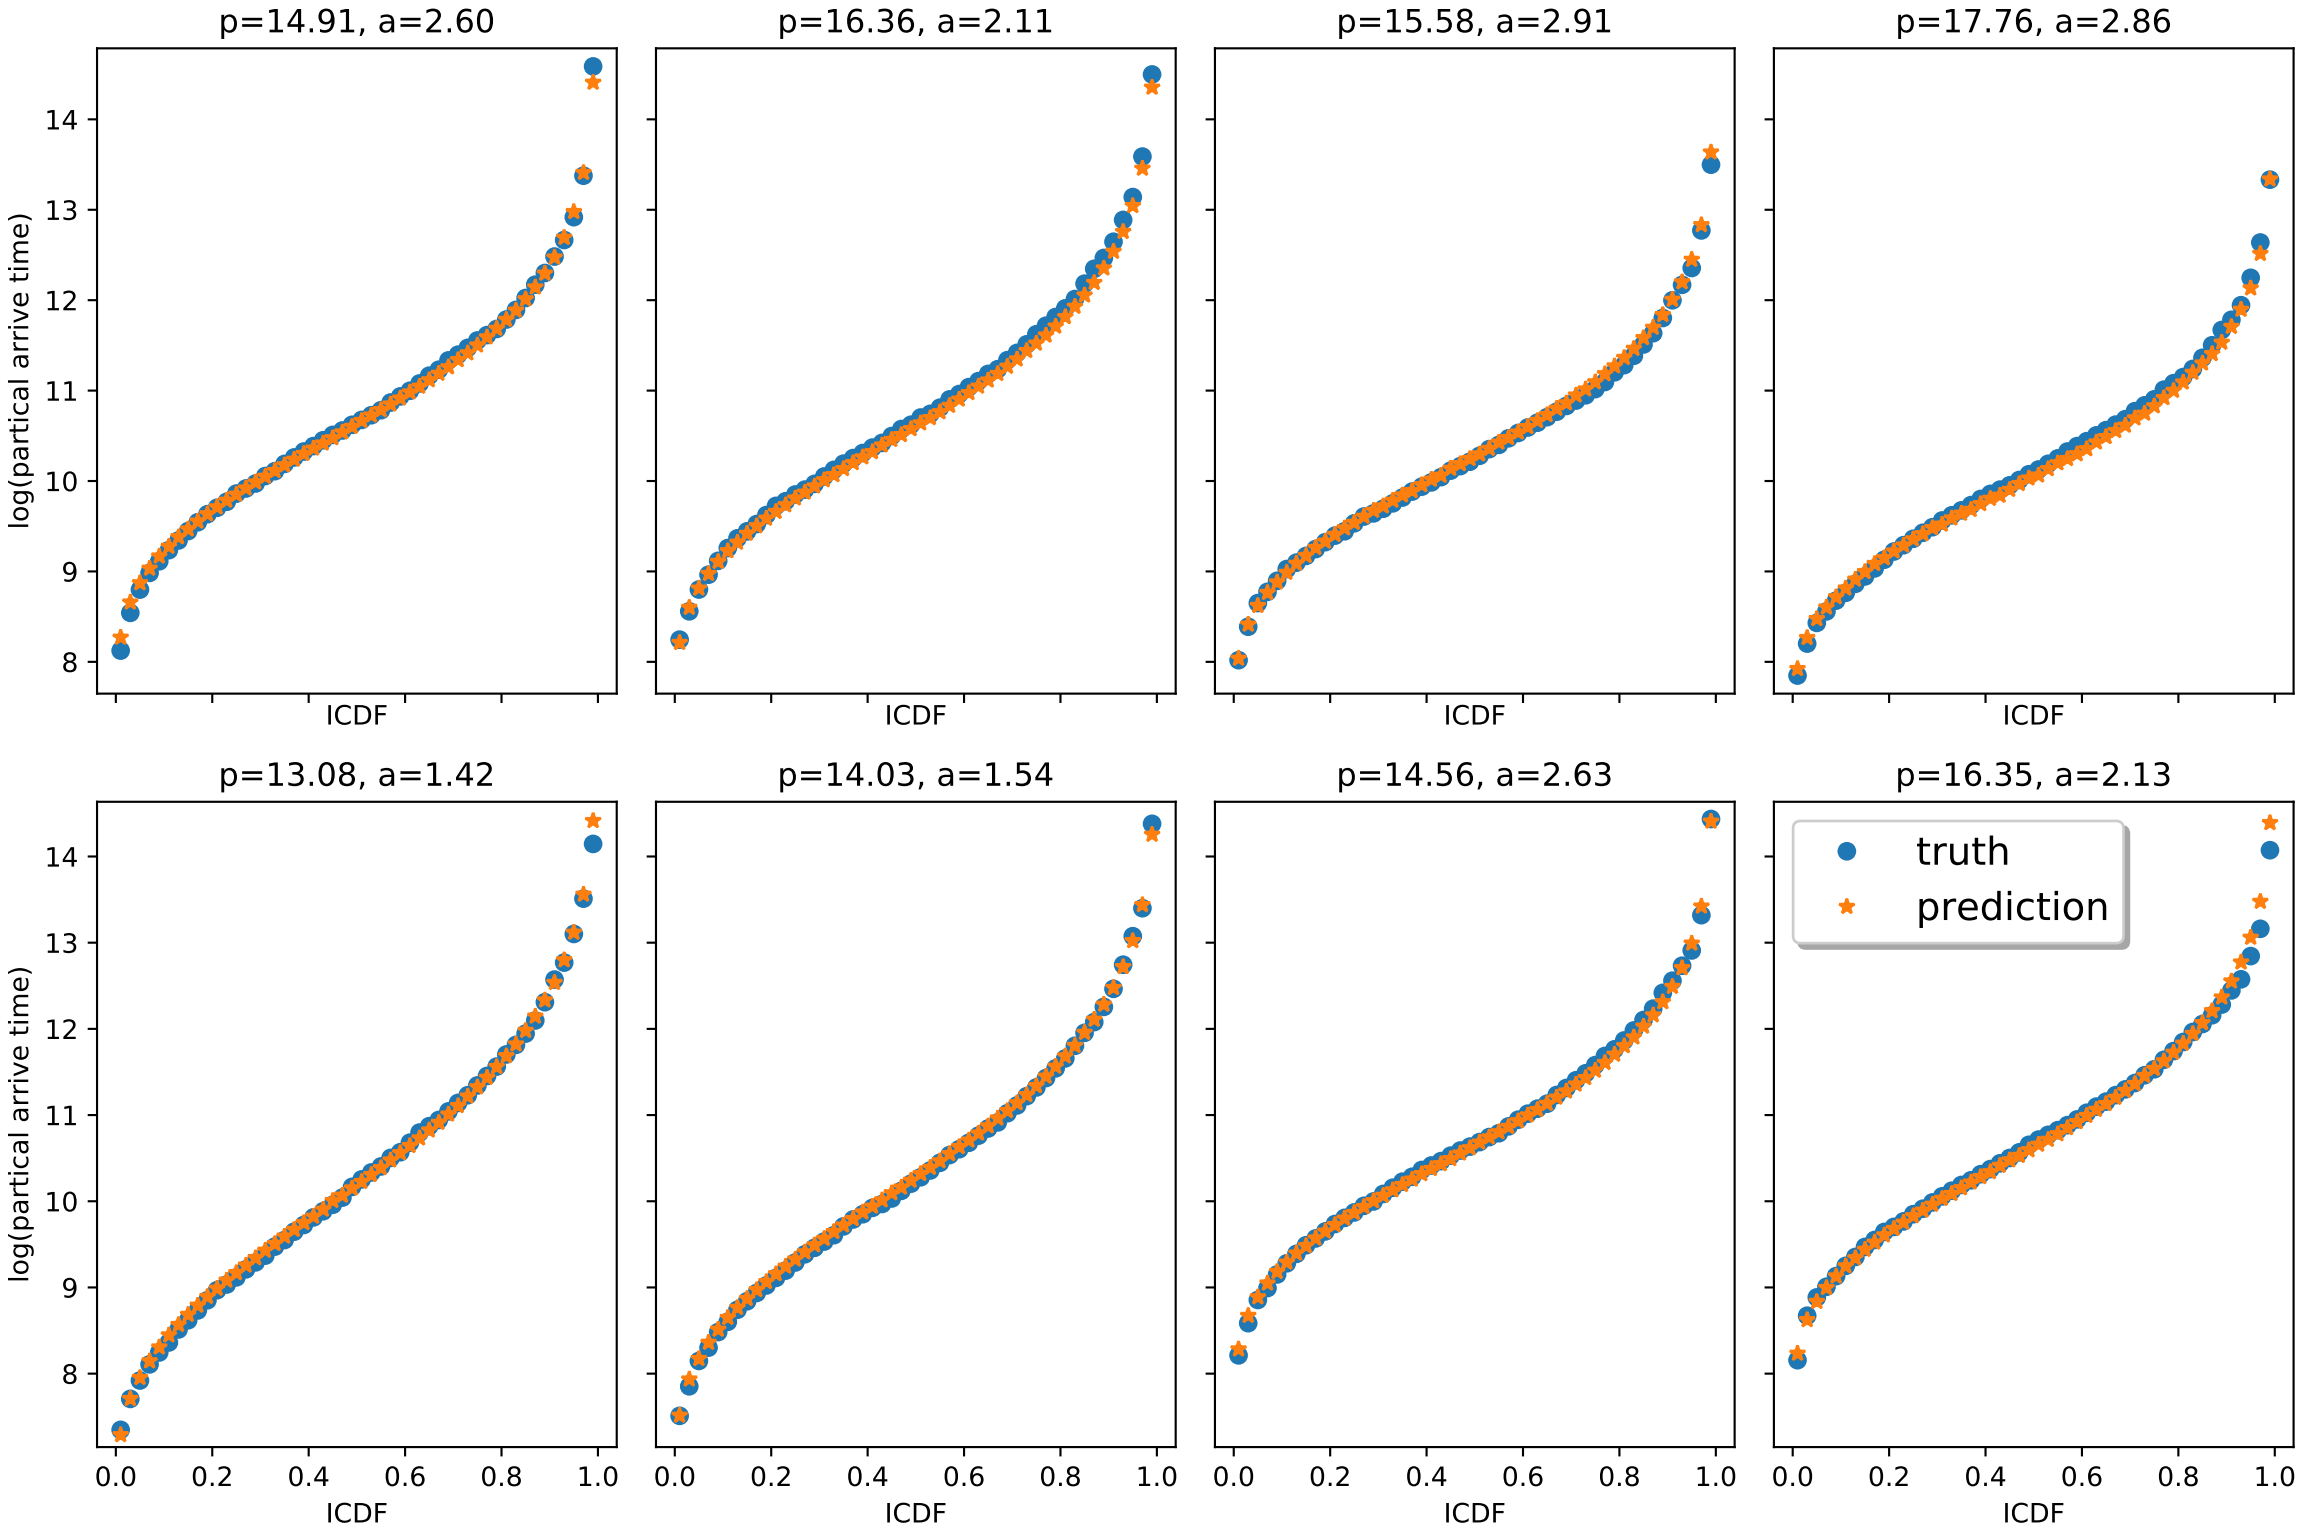 p=14.91, a=2.60
p=16.36, a=2.11
p=15.58, a=2.91
p=17.76, a=2.86
log(partical arrive time)
14
13
12
11
10
9
8
ICDF
ICDF
ICDF
ICDF
p=13.08, a=1.42
p=14.03, a=1.54
p=14.56, a=2.63
p=16.35, a=2.13
log(partical arrive time)
14
13
12
11
10
9
8
truth
prediction
0.0 0.2 0.4 0.6 0.8 1.0
0.0 0.2 0.4 0.6 0.8 1.0
0.0 0.2 0.4 0.6 0.8 1.0
0.0 0.2 0.4 0.6 0.8 1.0
ICDF
ICDF
ICDF
ICDF